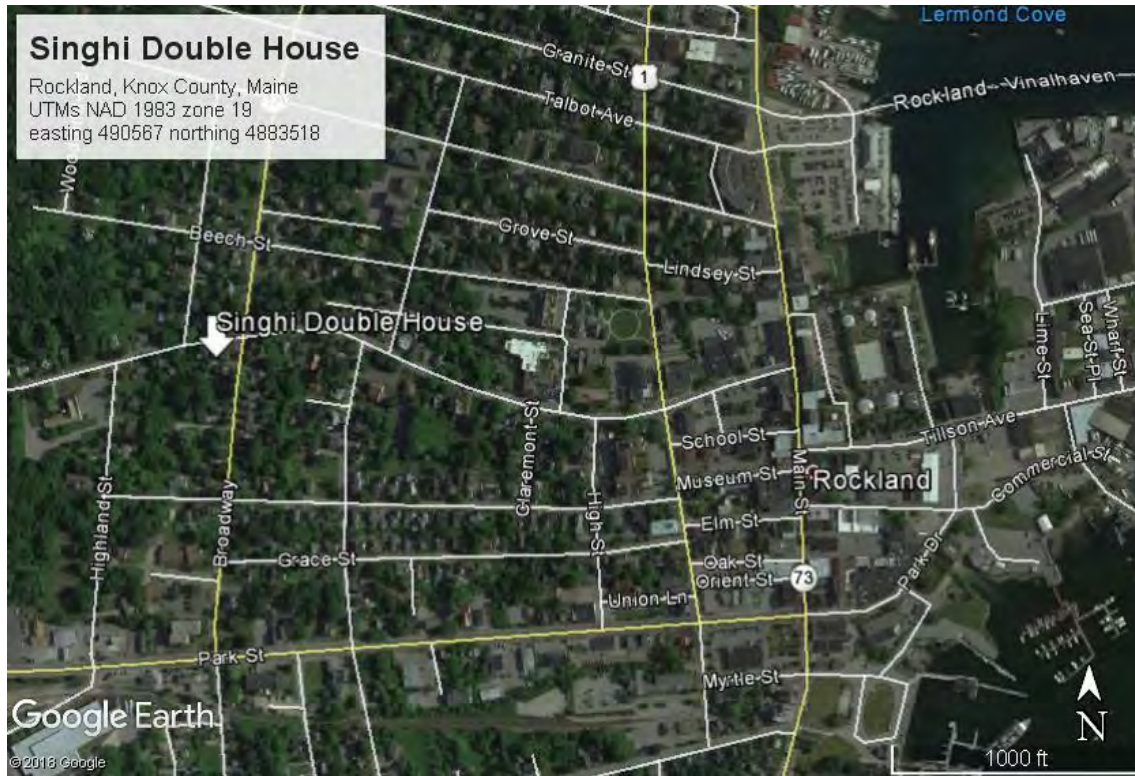 Singhi Double House
Rockland, Knox County, Maine
UTMs NAD 1983 zone 19
easting 490567 northing 4883518
Lermond Cove
Granite St
1
Talbot Ave
Rockland - Vinalhaven
Beech St
Grove St
Lindsey St
Singhi Double House
Lime St
Sea St Pl
Wharf St
Claremont St
School St
Main St
Tillson Ave
Museum St
Rockland
Commercial St
Highland St
Broadway
High St
Elm St
Grace St
Oak St
Orient St
73
Park Dr
Union Ln
Park St
Myrtle St
Google Earth
© 2018 Google
N
1000 ft